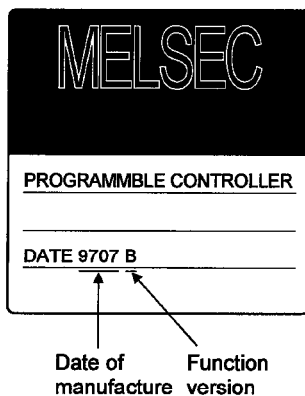 MELSEC
PROGRAMMBLE CONTROLLER
DATE 9707 B
Date of Function
manufacture version